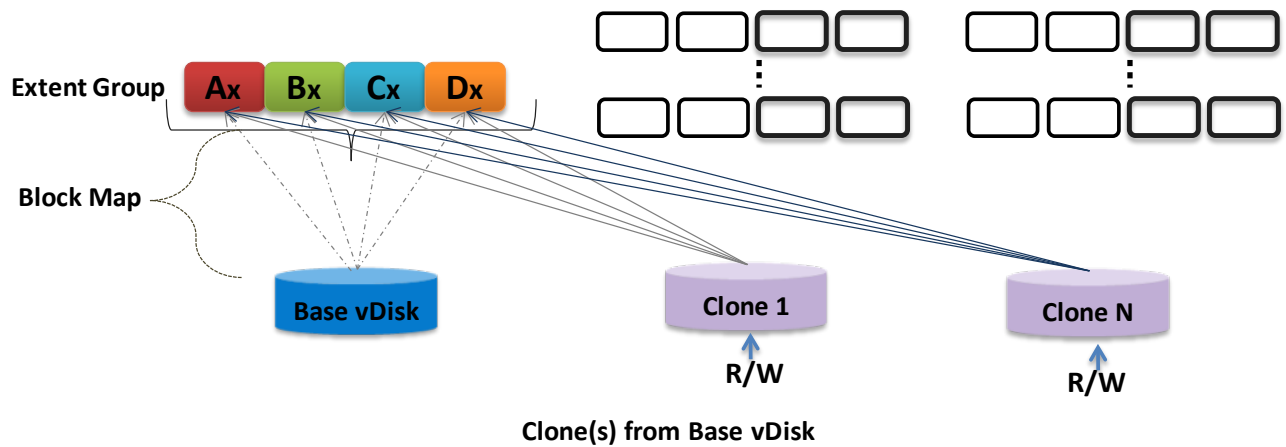 Extent Group
Ax Bx Cx Dx
Block Map
Base vDisk
Clone 1
Clone N
R/W
R/W
Clone(s) from Base vDisk